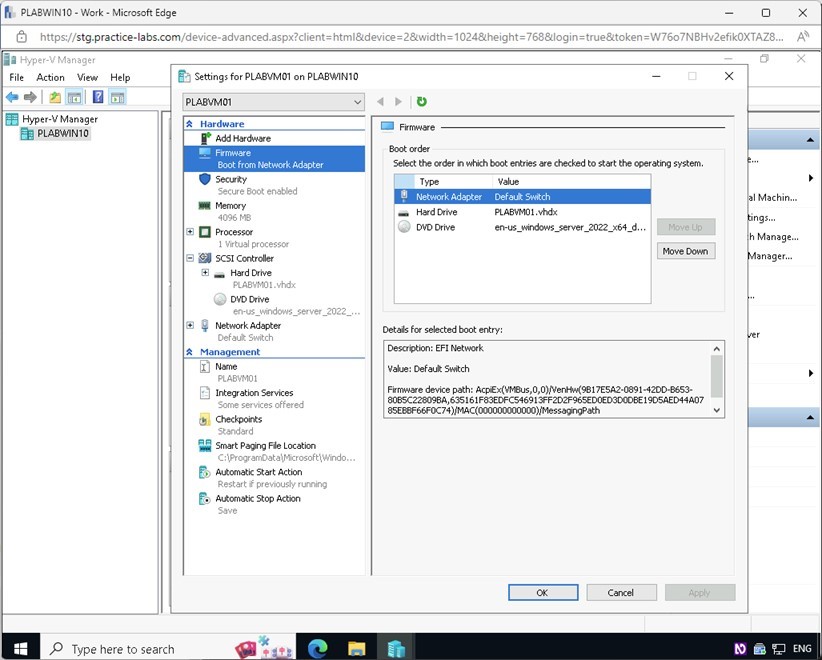 PLABWIN10 - Work - Microsoft Edge
https://stg.practice-labs.com/device-advanced.aspx?client=html&device=2&width=1024&height=768&login=true&token=W76o7NBHv2efik0XTAZ8...
Hyper-V Manager
File Action View Help
Hyper-V Manager
PLABWIN10
Settings for PLABVM01 on PLABWIN10
PLABVM01
Hardware
Add Hardware
Firmware
Boot from Network Adapter
Security
Secure Boot enabled
Memory
4096 MB
Processor
1 Virtual processor
SCSI Controller
Hard Drive
PLABVM01.vhdx
DVD Drive
en-us_windows_server_2022_...
Network Adapter
Default Switch
Management
Name
PLABVM01
Integration Services
Some services offered
Checkpoints
Standard
Smart Paging File Location
C:\ProgramData\Microsoft\Windo...
Automatic Start Action
Restart if previously running
Automatic Stop Action
Save
Firmware
Boot order
Select the order in which boot entries are checked to start the operating system.
Type Value
Network Adapter Default Switch
Hard Drive PLABVM01.vhdx
DVD Drive en-us_windows_server_2022_x64_d...
Move Up
Move Down
Details for selected boot entry:
Description: EFI Network
Value: Default Switch
Firmware device path: AcpiEx(VMBus,0,0)/VenHw(9B17E5A2-0891-42DD-B653-
80B5C22809BA,635161F83EDFC546913FF2D2F965ED0ED3D0DBE19D5AED44A07
85EBBF66F0C74)/MAC(000000000000)/MessagingPath
OK Cancel Apply
e...
al Machin...
tings...
h Manage...
Manager...
...
ver
Type here to search
ENG